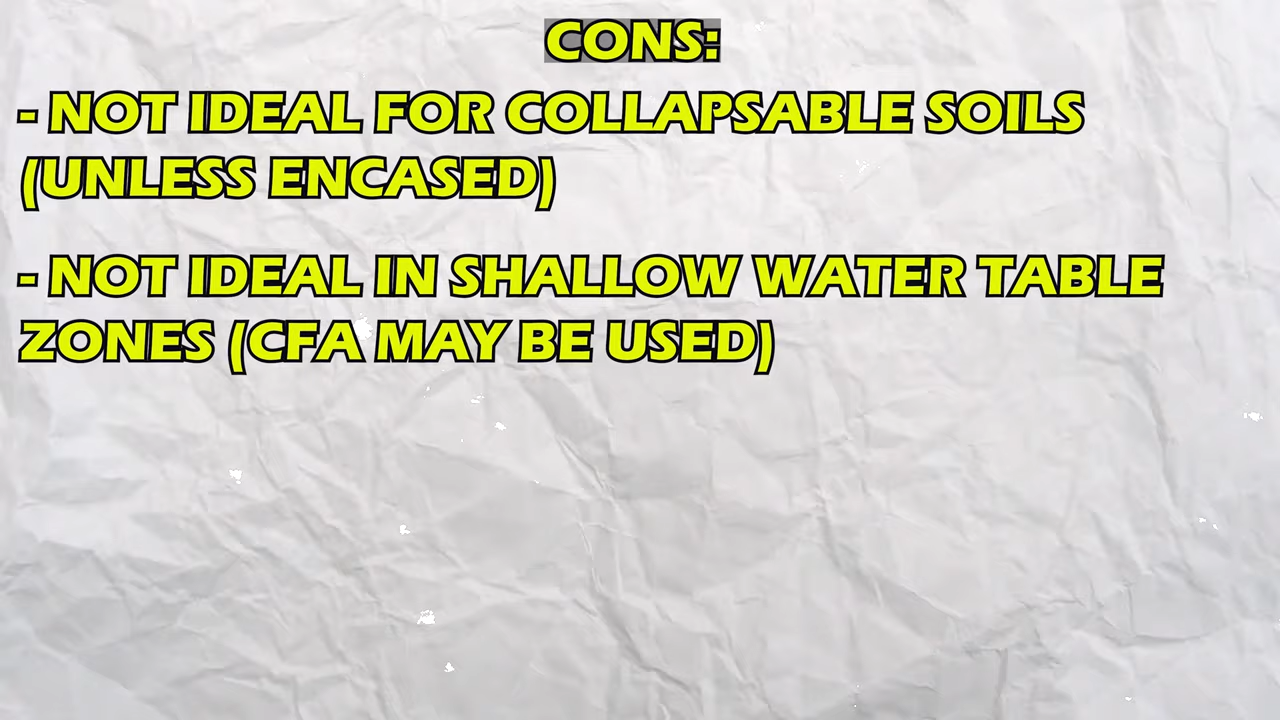 CONS:
- NOT IDEAL FOR COLLAPSABLE SOILS
(UNLESS ENCASED)
- NOT IDEAL IN SHALLOW WATER TABLE
ZONES (CFA MAY BE USED)